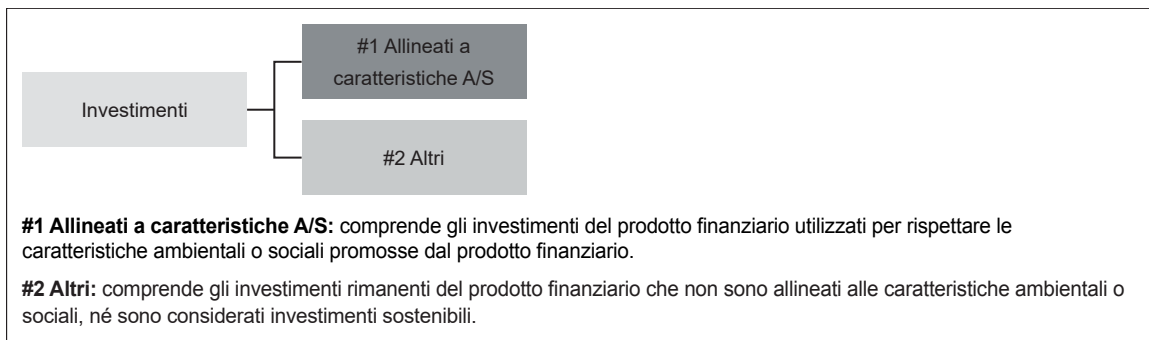 #1 Allineati a
caratteristiche A/S
Investimenti
#2 Altri
#1 Allineati a caratteristiche A/S: comprende gli investimenti del prodotto finanziario utilizzati per rispettare le
caratteristiche ambientali o sociali promosse dal prodotto finanziario.
#2 Altri: comprende gli investimenti rimanenti del prodotto finanziario che non sono allineati alle caratteristiche ambientali o
sociali, né sono considerati investimenti sostenibili.